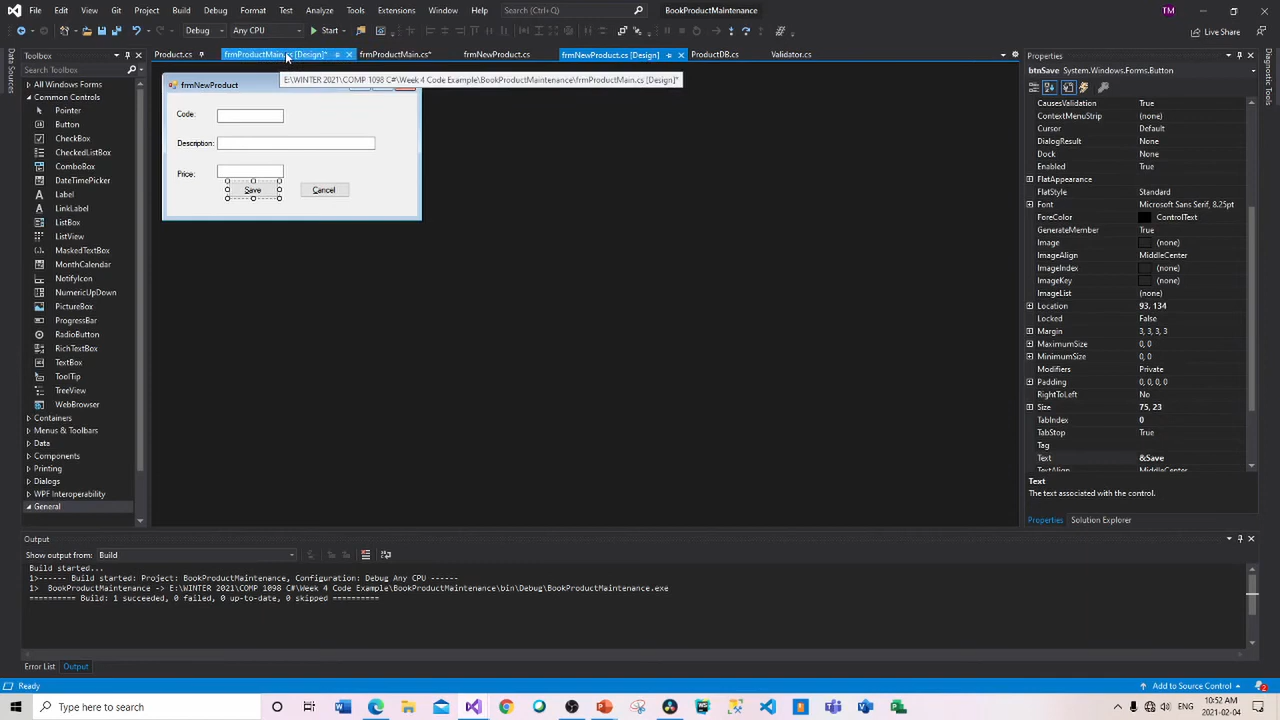 File Edit View Git Project Build Debug Format Test Analyze Tools Extensions Window Help Search (Ctrl+Q) BookProductMaintenance TM
Debug Any CPU Start Live Share
Product.cs frmProductMain.cs [Design]* frmProductMain.cs* frmNewProduct.cs frmNewProduct.cs [Design] ProductDB.cs Validator.cs
E:\WINTER 2021\COMP 1098 C#\Week 4 Code Example\BookProductMaintenance\frmProductMain.cs [Design]*
Data Sources
Toolbox
Search Toolbox
All Windows Forms
Common Controls
Pointer
Button
CheckBox
CheckedListBox
ComboBox
DateTimePicker
Label
LinkLabel
ListBox
ListView
MaskedTextBox
MonthCalendar
NotifyIcon
NumericUpDown
PictureBox
ProgressBar
RadioButton
RichTextBox
TextBox
ToolTip
TreeView
WebBrowser
Containers
Menus & Toolbars
Data
Components
Printing
Dialogs
WPF Interoperability
General
frmNewProduct
Code:
Description:
Price:
Save Cancel
Properties
btnSave System.Windows.Forms.Button
CausesValidation True
ContextMenuStrip (none)
Cursor Default
DialogResult None
Dock None
Enabled True
FlatAppearance
FlatStyle Standard
Font Microsoft Sans Serif, 8.25pt
ForeColor ControlText
GenerateMember True
Image (none)
ImageAlign MiddleCenter
ImageIndex (none)
ImageKey (none)
ImageList (none)
Location 93, 134
Locked False
Margin 3, 3, 3, 3
MaximumSize 0, 0
MinimumSize 0, 0
Modifiers Private
Padding 0, 0, 0, 0
RightToLeft No
Size 75, 23
TabIndex 0
TabStop True
Tag
Text &Save
TextAlign MiddleCenter
Text
The text associated with the control.
Properties Solution Explorer
Output
Show output from: Build
Build started...
1>------ Build started: Project: BookProductMaintenance, Configuration: Debug Any CPU ------
1> BookProductMaintenance -> E:\WINTER 2021\COMP 1098 C#\Week 4 Code Example\BookProductMaintenance\bin\Debug\BookProductMaintenance.exe
========== Build: 1 succeeded, 0 failed, 0 up-to-date, 0 skipped ==========
Error List Output
Ready Add to Source Control 2
Type here to search 10:52 AM
2021-02-04